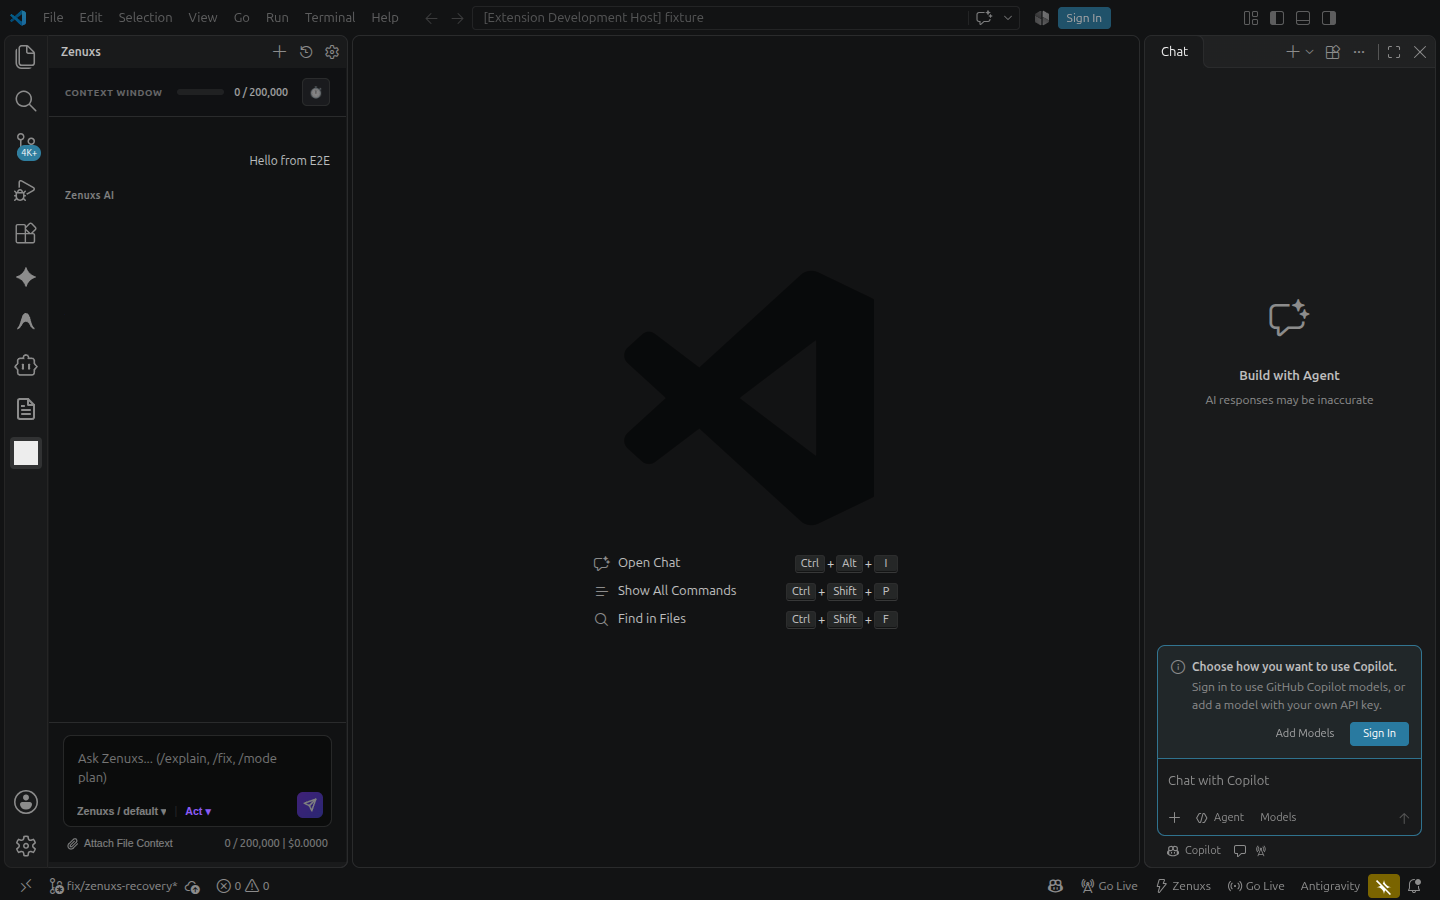 File Edit Selection View Go Run Terminal Help
[Extension Development Host] fixture
Sign In
Zenuxs
CONTEXT WINDOW 0 / 200,000
4K+
Hello from E2E
Zenuxs AI
Ask Zenuxs... (/explain, /fix, /mode
plan)
Zenuxs / default ▾ | Act ▾
Attach File Context 0 / 200,000 | $0.0000
Open Chat Ctrl + Alt + I
Show All Commands Ctrl + Shift + P
Find in Files Ctrl + Shift + F
Chat
Build with Agent
AI responses may be inaccurate
Choose how you want to use Copilot.
Sign in to use GitHub Copilot models, or
add a model with your own API key.
Add Models Sign In
Chat with Copilot
Agent Models
Copilot
fix/zenuxs-recovery* 0 0 Go Live Zenuxs Go Live Antigravity